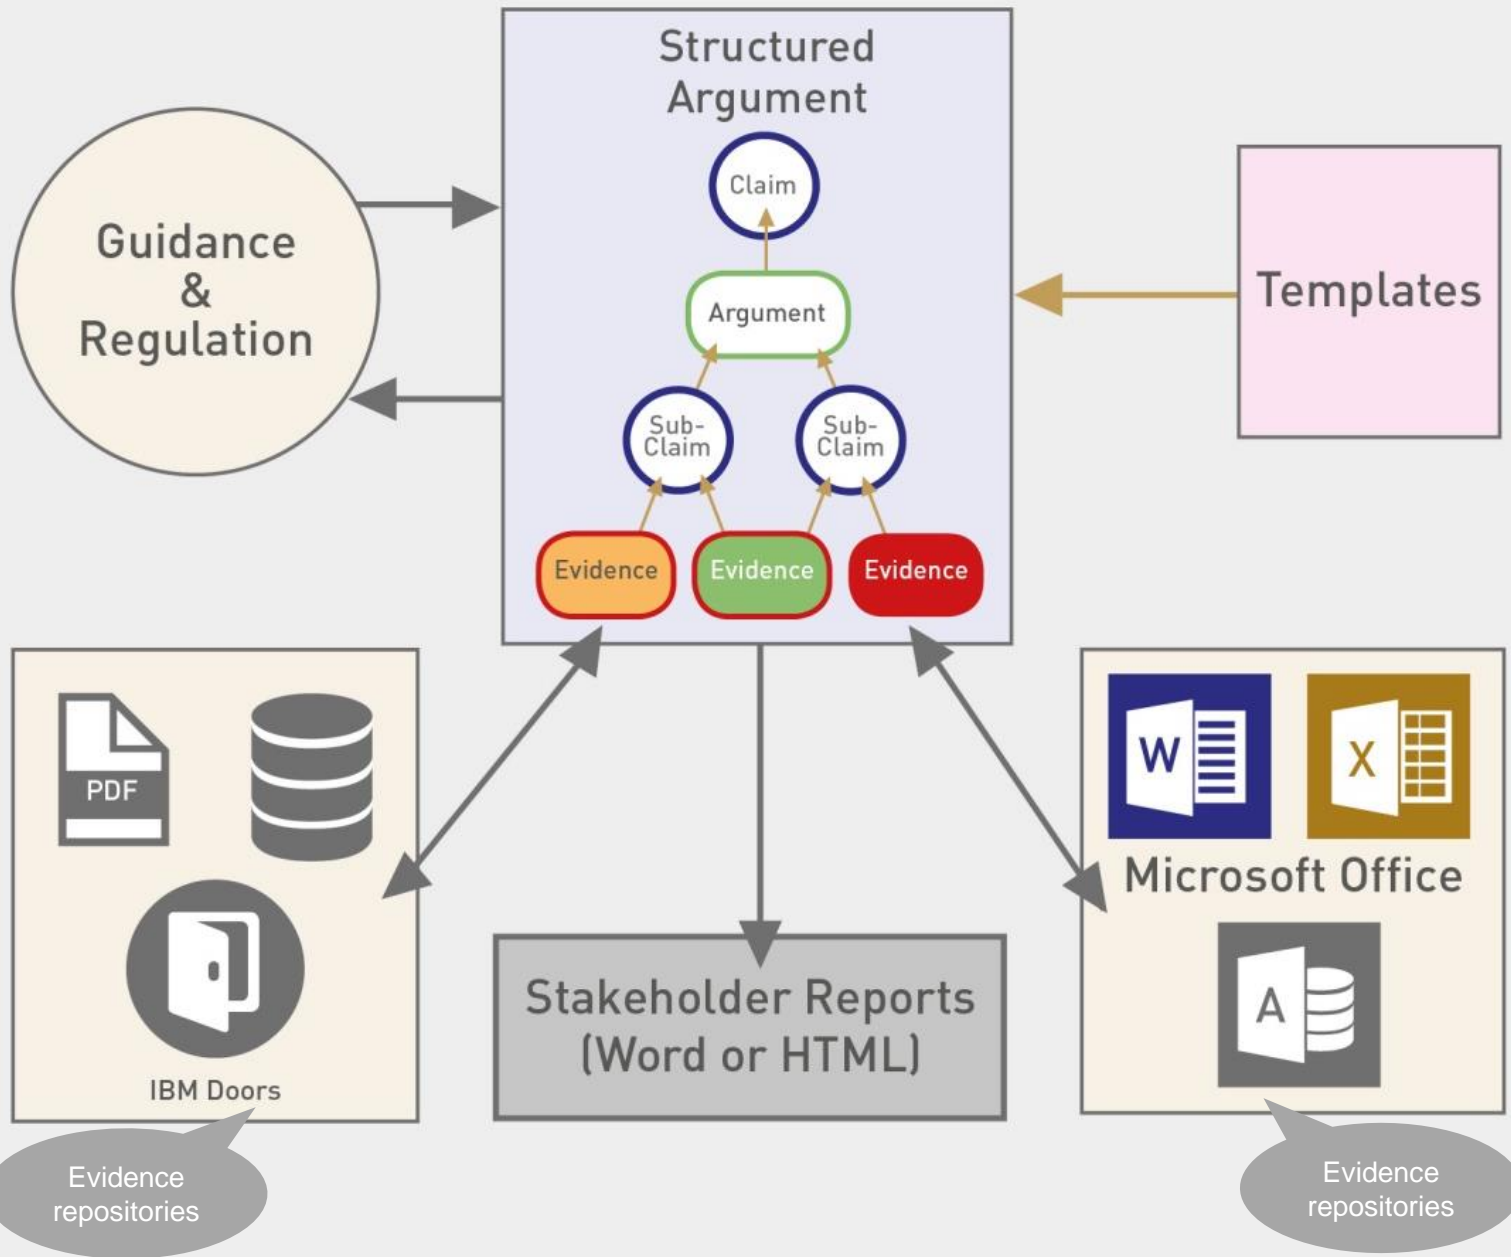 Structured
Argument
Claim
Argument
Sub-
Claim
Sub-
Claim
Evidence
Evidence
Evidence
Guidance
&
Regulation
Templates
PDF
IBM Doors
Evidence
repositories
Stakeholder Reports
(Word or HTML)
W
X
Microsoft Office
A
Evidence
repositories